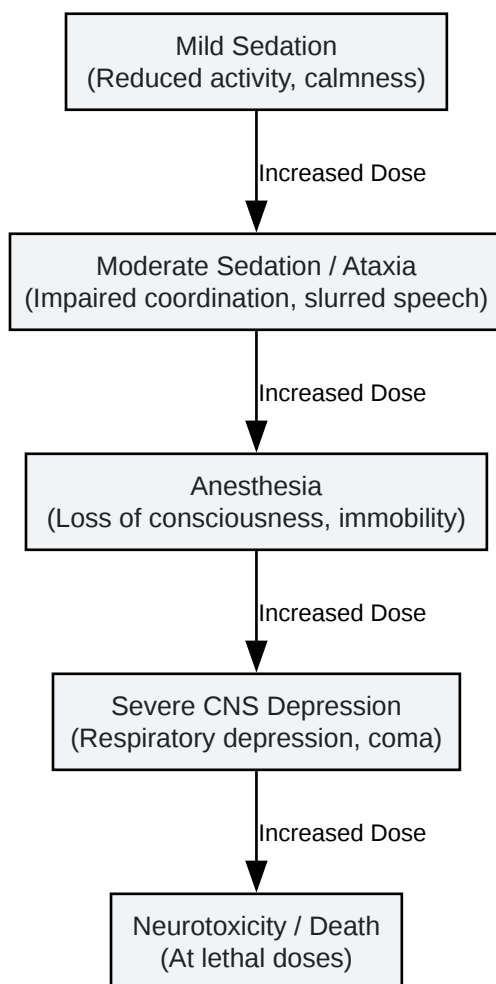 Mild Sedation
(Reduced activity, calmness)
Increased Dose
Moderate Sedation / Ataxia
(Impaired coordination, slurred speech)
Increased Dose
Anesthesia
(Loss of consciousness, immobility)
Increased Dose
Severe CNS Depression
(Respiratory depression, coma)
Increased Dose
Neurotoxicity / Death
(At lethal doses)